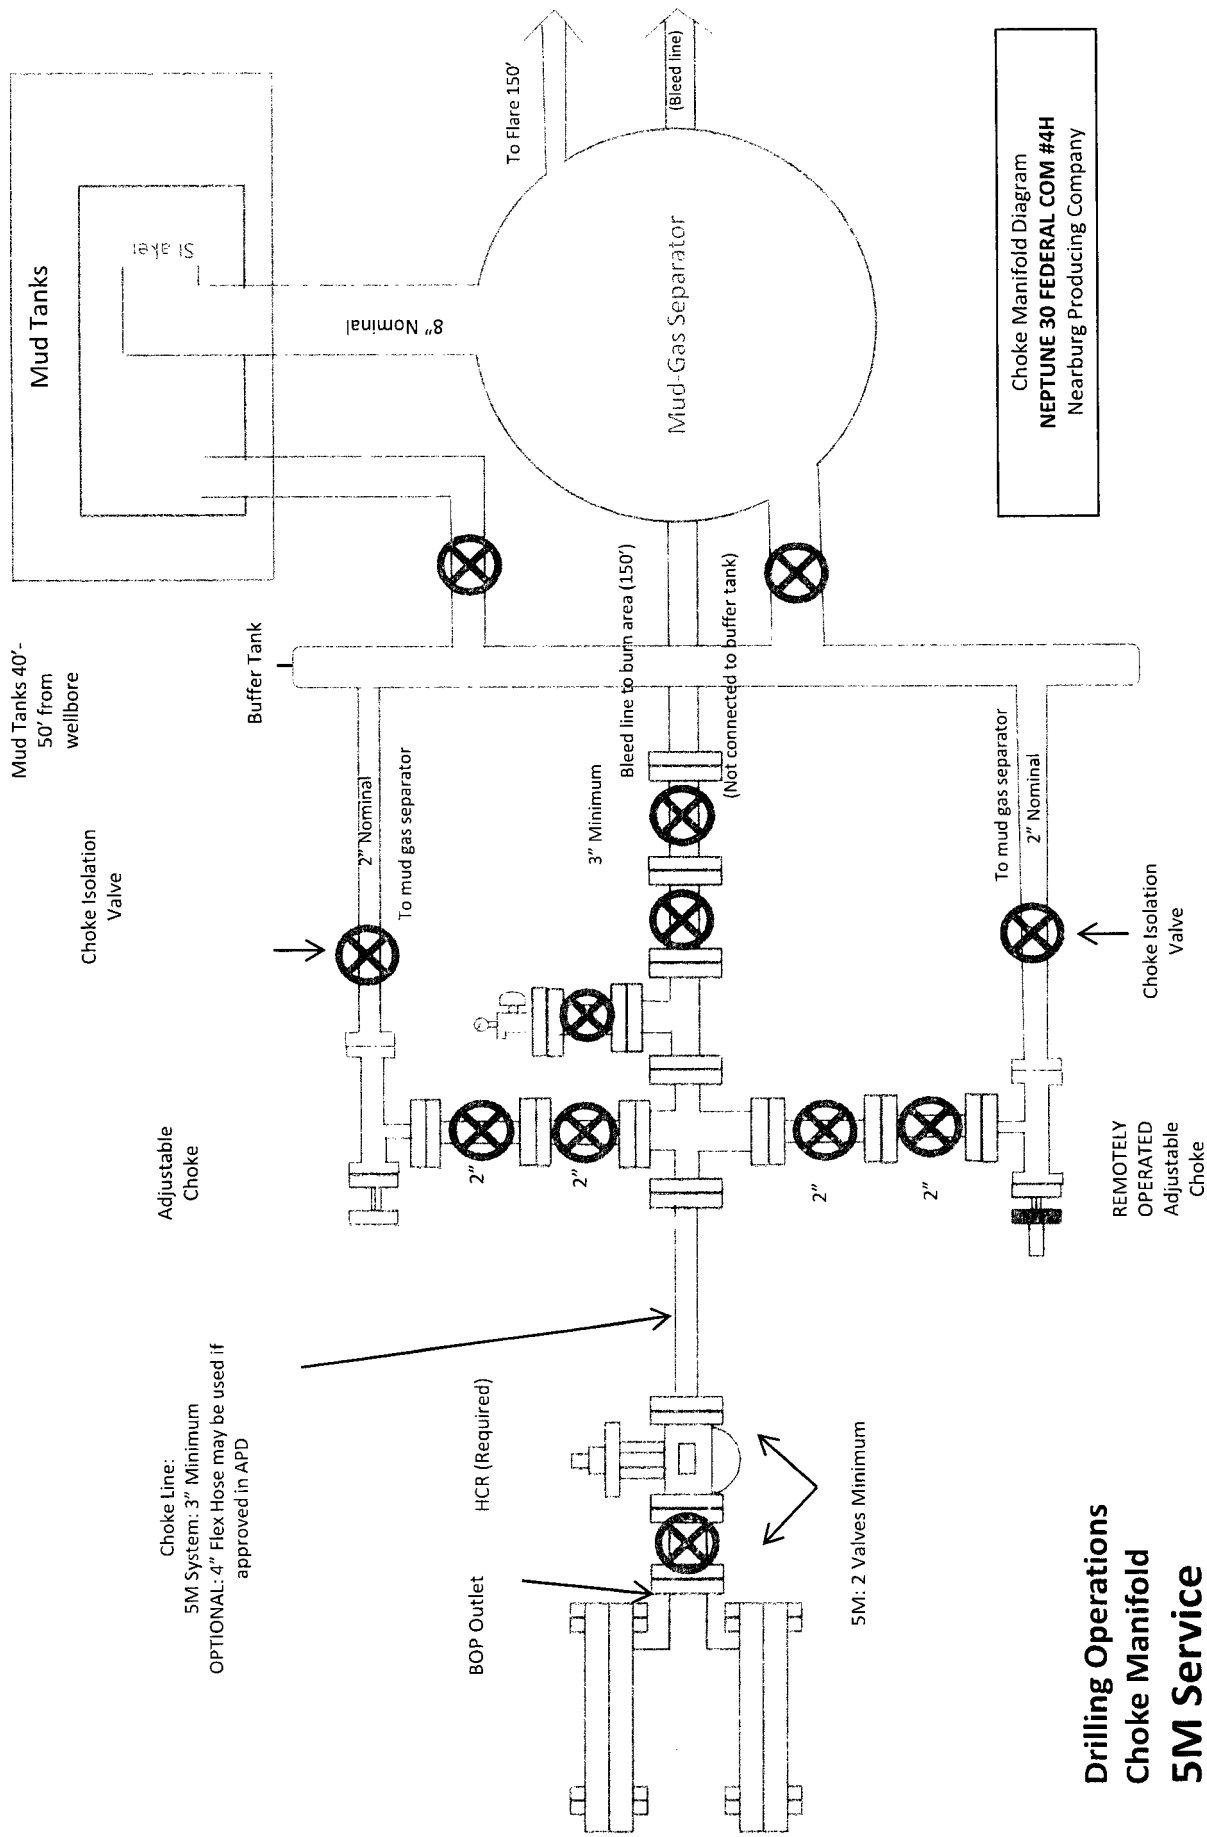 Mud Tanks
Shaker
8” Nominal
To Flare 150’
(Bleed line)
Mud-Gas Separator
Choke Manifold Diagram
NEPTUNE 30 FEDERAL COM #4H
Nearburg Producing Company
Mud Tanks 40’-
50’ from
wellbore
Buffer Tank
Bleed line to burn area (150’)
(Not connected to buffer tank)
Choke Isolation
Valve
2” Nominal
To mud gas separator
3” Minimum
To mud gas separator
2” Nominal
Choke Isolation
Valve
Adjustable
Choke
2”
2”
2”
2”
REMOTELY
OPERATED
Adjustable
Choke
Choke Line:
5M System: 3” Minimum
OPTIONAL: 4” Flex Hose may be used if
approved in APD
HCR (Required)
BOP Outlet
5M: 2 Valves Minimum
Drilling Operations
Choke Manifold
5M Service